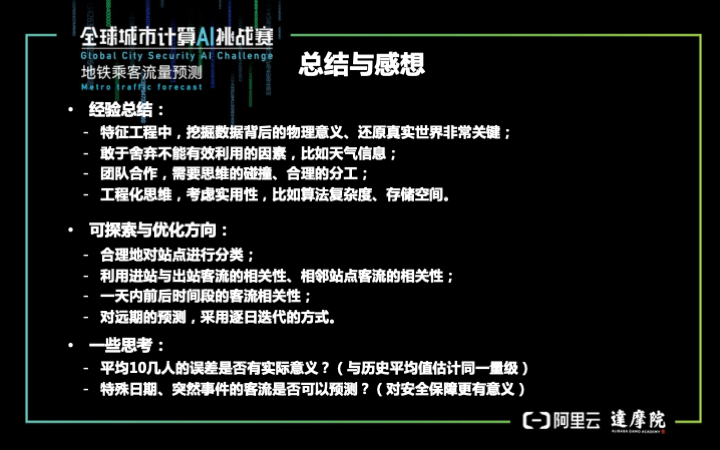 全球城市计算AI挑战赛
Global City Security AI Challenge
地铁乘客流量预测
Metro traffic forecast
总结与感想
• 经验总结：
- 特征工程中，挖掘数据背后的物理意义、还原真实世界非常关键；
- 敢于舍弃不能有效利用的因素，比如天气信息；
- 团队合作，需要思维的碰撞、合理的分工；
- 工程化思维，考虑实用性，比如算法复杂度、存储空间。
• 可探索与优化方向：
- 合理地对站点进行分类；
- 利用进站与出站客流的相关性、相邻站点客流的相关性；
- 一天内前后时间段的客流相关性；
- 对远期的预测，采用逐日迭代的方式。
• 一些思考：
- 平均10几人的误差是否有实际意义？（与历史平均值估计同一量级）
- 特殊日期、突然事件的客流是否可以预测？（对安全保障更有意义）
阿里云 達摩院
ALIBABA DAMO ACADEMY